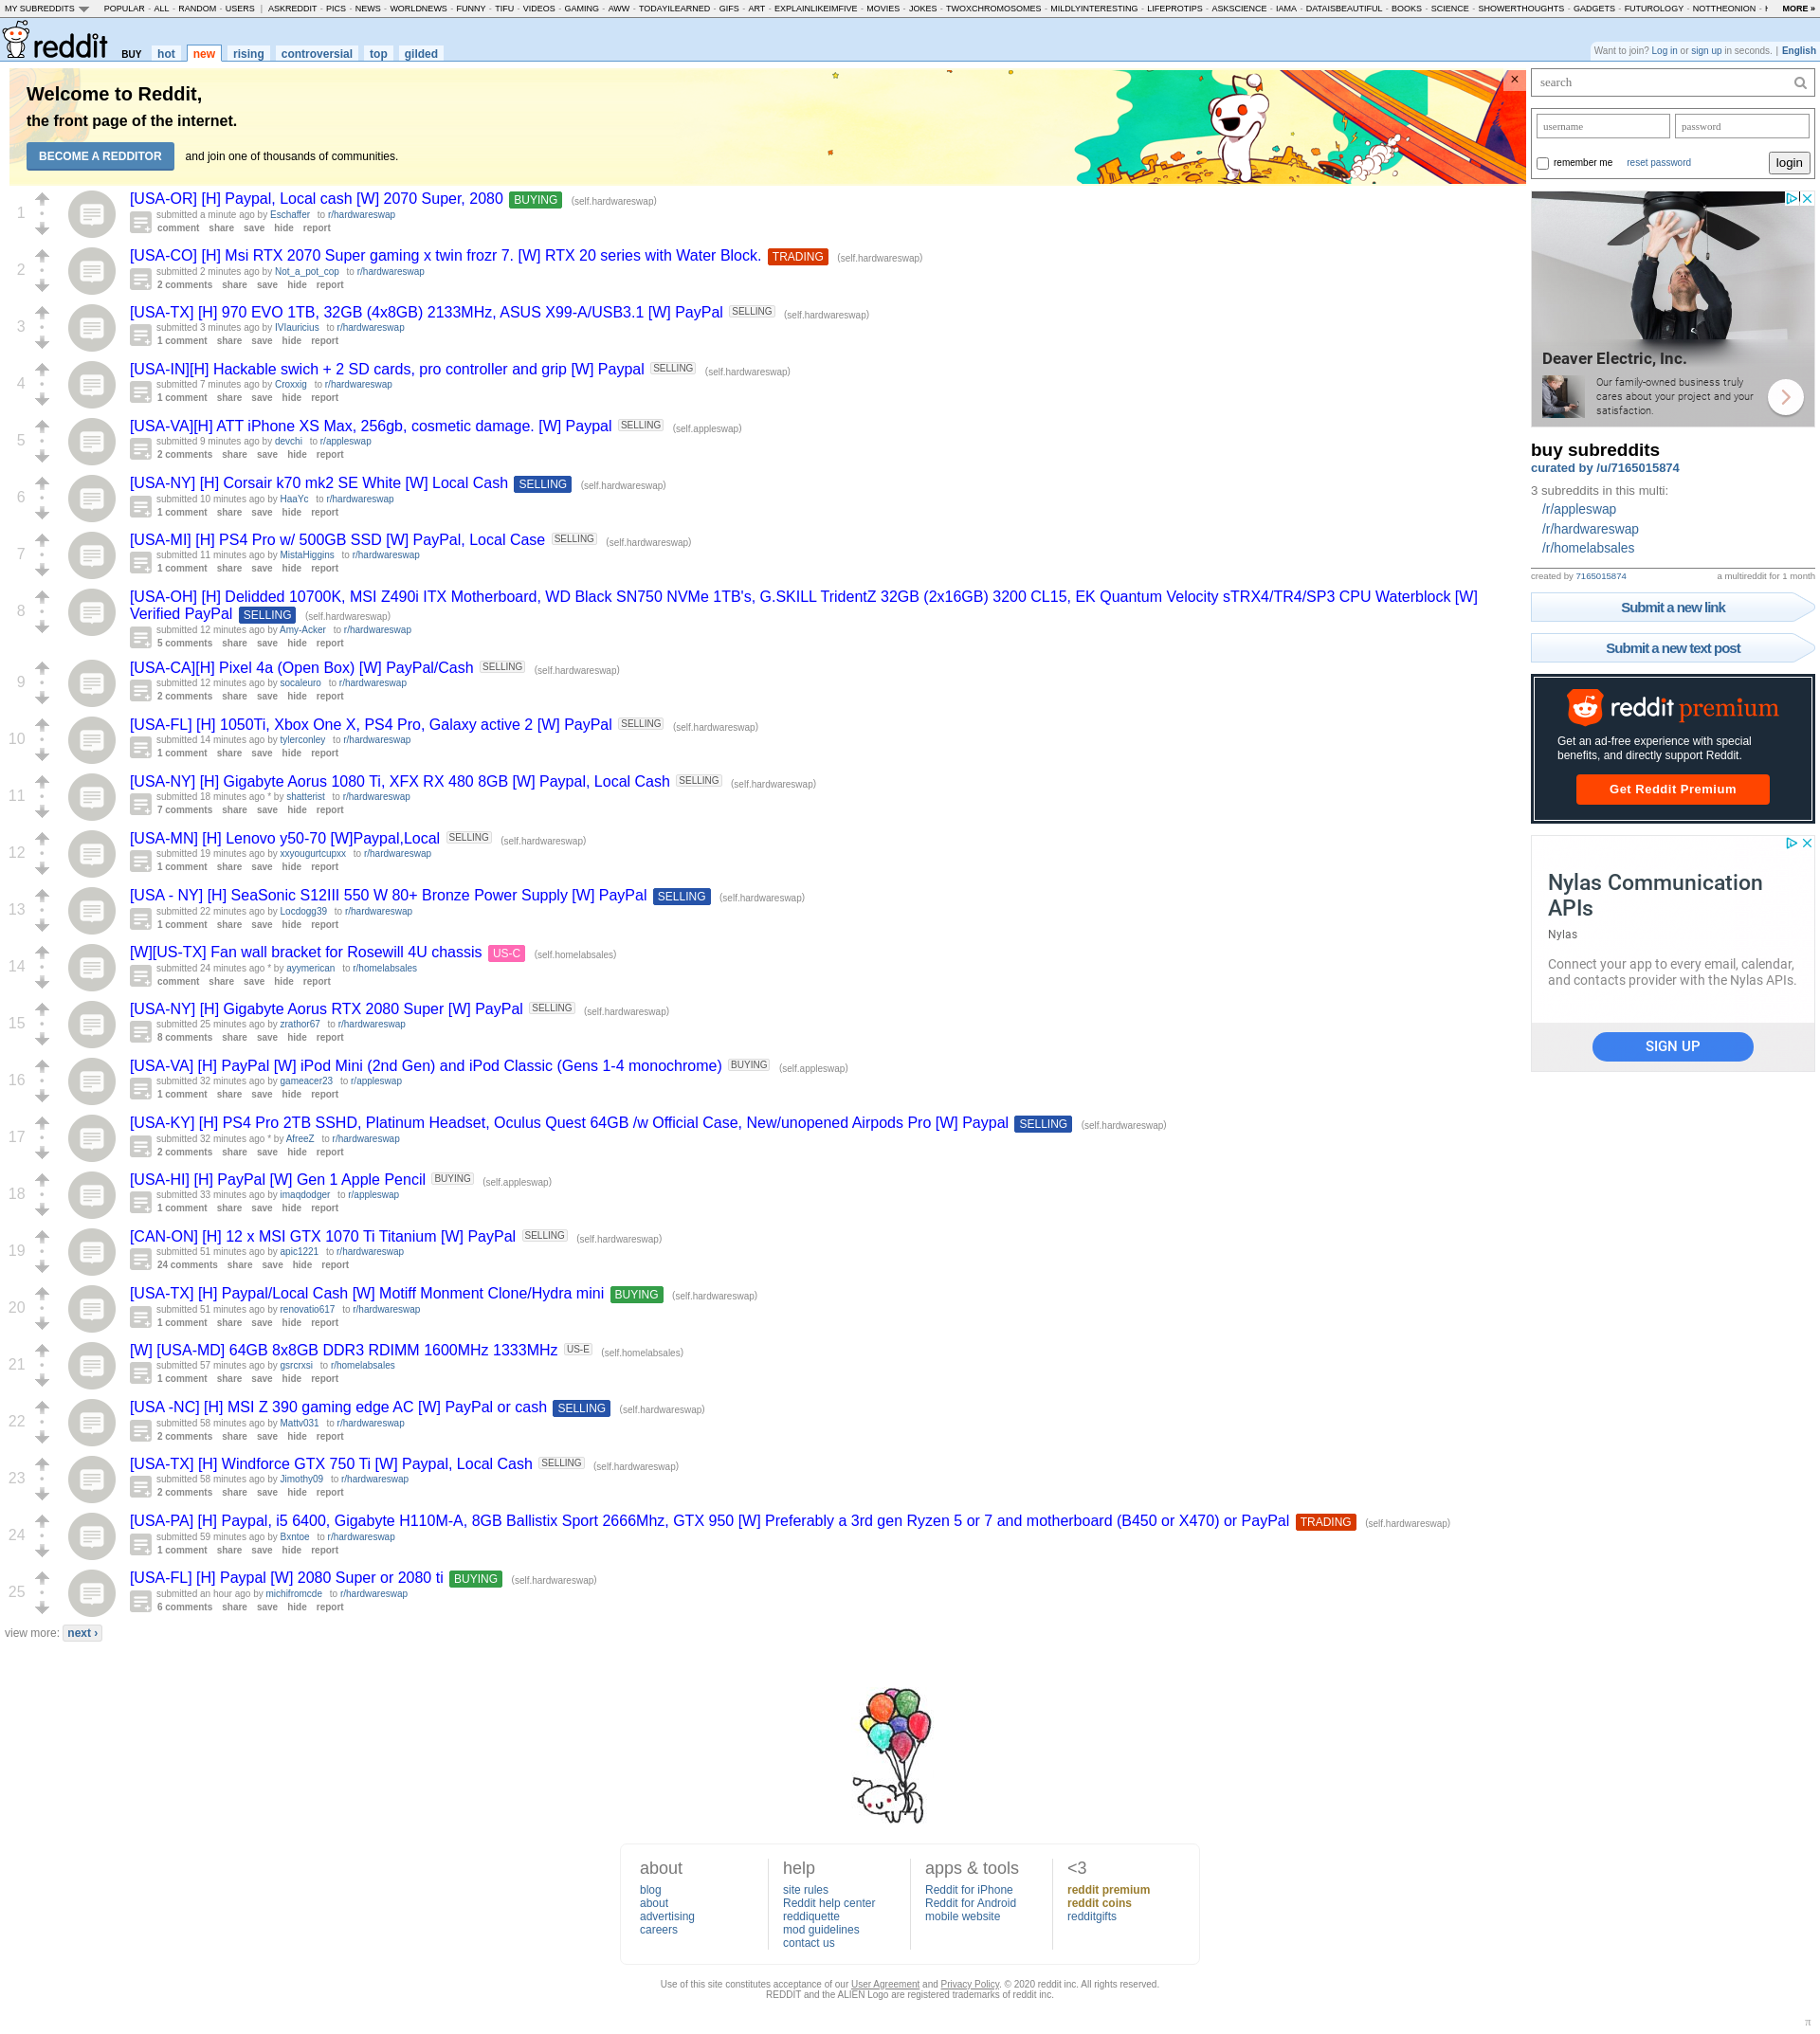 MY SUBREDDITS POPULAR - ALL - RANDOM - USERS | ASKREDDIT - PICS - NEWS - WORLDNEWS - FUNNY - TIFU - VIDEOS - GAMING - AWW - TODAYILEARNED - GIFS - ART - EXPLAINLIKEIMFIVE - MOVIES - JOKES - TWOXCHROMOSOMES - MILDLYINTERESTING - LIFEPROTIPS - ASKSCIENCE - IAMA - DATAISBEAUTIFUL - BOOKS - SCIENCE - SHOWERTHOUGHTS - GADGETS - FUTUROLOGY - NOTTHEONION - MORE »
reddit BUY hot new rising controversial top gilded
Want to join? Log in or sign up in seconds. | English
Welcome to Reddit,
the front page of the internet.
BECOME A REDDITOR and join one of thousands of communities.
×
1
[USA-OR] [H] Paypal, Local cash [W] 2070 Super, 2080 BUYING (self.hardwareswap)
submitted a minute ago by Eschaffer to r/hardwareswap
comment share save hide report
2
[USA-CO] [H] Msi RTX 2070 Super gaming x twin frozr 7. [W] RTX 20 series with Water Block. TRADING (self.hardwareswap)
submitted 2 minutes ago by Not_a_pot_cop to r/hardwareswap
2 comments share save hide report
3
[USA-TX] [H] 970 EVO 1TB, 32GB (4x8GB) 2133MHz, ASUS X99-A/USB3.1 [W] PayPal SELLING (self.hardwareswap)
submitted 3 minutes ago by IVIauricius to r/hardwareswap
1 comment share save hide report
4
[USA-IN][H] Hackable swich + 2 SD cards, pro controller and grip [W] Paypal SELLING (self.hardwareswap)
submitted 7 minutes ago by Croxxig to r/hardwareswap
1 comment share save hide report
5
[USA-VA][H] ATT iPhone XS Max, 256gb, cosmetic damage. [W] Paypal SELLING (self.appleswap)
submitted 9 minutes ago by devchi to r/appleswap
2 comments share save hide report
6
[USA-NY] [H] Corsair k70 mk2 SE White [W] Local Cash SELLING (self.hardwareswap)
submitted 10 minutes ago by HaaYc to r/hardwareswap
1 comment share save hide report
7
[USA-MI] [H] PS4 Pro w/ 500GB SSD [W] PayPal, Local Case SELLING (self.hardwareswap)
submitted 11 minutes ago by MistaHiggins to r/hardwareswap
1 comment share save hide report
8
[USA-OH] [H] Delidded 10700K, MSI Z490i ITX Motherboard, WD Black SN750 NVMe 1TB's, G.SKILL TridentZ 32GB (2x16GB) 3200 CL15, EK Quantum Velocity sTRX4/TR4/SP3 CPU Waterblock [W]
Verified PayPal SELLING (self.hardwareswap)
submitted 12 minutes ago by Amy-Acker to r/hardwareswap
5 comments share save hide report
9
[USA-CA][H] Pixel 4a (Open Box) [W] PayPal/Cash SELLING (self.hardwareswap)
submitted 12 minutes ago by socaleuro to r/hardwareswap
2 comments share save hide report
10
[USA-FL] [H] 1050Ti, Xbox One X, PS4 Pro, Galaxy active 2 [W] PayPal SELLING (self.hardwareswap)
submitted 14 minutes ago by tylerconley to r/hardwareswap
1 comment share save hide report
11
[USA-NY] [H] Gigabyte Aorus 1080 Ti, XFX RX 480 8GB [W] Paypal, Local Cash SELLING (self.hardwareswap)
submitted 18 minutes ago * by shatterist to r/hardwareswap
7 comments share save hide report
12
[USA-MN] [H] Lenovo y50-70 [W]Paypal,Local SELLING (self.hardwareswap)
submitted 19 minutes ago by xxyougurtcupxx to r/hardwareswap
1 comment share save hide report
13
[USA - NY] [H] SeaSonic S12III 550 W 80+ Bronze Power Supply [W] PayPal SELLING (self.hardwareswap)
submitted 22 minutes ago by Locdogg39 to r/hardwareswap
1 comment share save hide report
14
[W][US-TX] Fan wall bracket for Rosewill 4U chassis US-C (self.homelabsales)
submitted 24 minutes ago * by ayymerican to r/homelabsales
comment share save hide report
15
[USA-NY] [H] Gigabyte Aorus RTX 2080 Super [W] PayPal SELLING (self.hardwareswap)
submitted 25 minutes ago by zrathor67 to r/hardwareswap
8 comments share save hide report
16
[USA-VA] [H] PayPal [W] iPod Mini (2nd Gen) and iPod Classic (Gens 1-4 monochrome) BUYING (self.appleswap)
submitted 32 minutes ago by gameacer23 to r/appleswap
1 comment share save hide report
17
[USA-KY] [H] PS4 Pro 2TB SSHD, Platinum Headset, Oculus Quest 64GB /w Official Case, New/unopened Airpods Pro [W] Paypal SELLING (self.hardwareswap)
submitted 32 minutes ago * by AfreeZ to r/hardwareswap
2 comments share save hide report
18
[USA-HI] [H] PayPal [W] Gen 1 Apple Pencil BUYING (self.appleswap)
submitted 33 minutes ago by imaqdodger to r/appleswap
1 comment share save hide report
19
[CAN-ON] [H] 12 x MSI GTX 1070 Ti Titanium [W] PayPal SELLING (self.hardwareswap)
submitted 51 minutes ago by apic1221 to r/hardwareswap
24 comments share save hide report
20
[USA-TX] [H] Paypal/Local Cash [W] Motiff Monment Clone/Hydra mini BUYING (self.hardwareswap)
submitted 51 minutes ago by renovatio617 to r/hardwareswap
1 comment share save hide report
21
[W] [USA-MD] 64GB 8x8GB DDR3 RDIMM 1600MHz 1333MHz US-E (self.homelabsales)
submitted 57 minutes ago by gsrcrxsi to r/homelabsales
1 comment share save hide report
22
[USA -NC] [H] MSI Z 390 gaming edge AC [W] PayPal or cash SELLING (self.hardwareswap)
submitted 58 minutes ago by Mattv031 to r/hardwareswap
2 comments share save hide report
23
[USA-TX] [H] Windforce GTX 750 Ti [W] Paypal, Local Cash SELLING (self.hardwareswap)
submitted 58 minutes ago by Jimothy09 to r/hardwareswap
2 comments share save hide report
24
[USA-PA] [H] Paypal, i5 6400, Gigabyte H110M-A, 8GB Ballistix Sport 2666Mhz, GTX 950 [W] Preferably a 3rd gen Ryzen 5 or 7 and motherboard (B450 or X470) or PayPal TRADING (self.hardwareswap)
submitted 59 minutes ago by Bxntoe to r/hardwareswap
1 comment share save hide report
25
[USA-FL] [H] Paypal [W] 2080 Super or 2080 ti BUYING (self.hardwareswap)
submitted an hour ago by michifromcde to r/hardwareswap
6 comments share save hide report
view more: next ›
search
username password
remember me reset password login
Deaver Electric, Inc.
Our family-owned business truly
cares about your project and your
satisfaction.
buy subreddits
curated by /u/7165015874
3 subreddits in this multi:
/r/appleswap
/r/hardwareswap
/r/homelabsales
created by 7165015874 a multireddit for 1 month
Submit a new link
Submit a new text post
reddit premium
Get an ad-free experience with special
benefits, and directly support Reddit.
Get Reddit Premium
Nylas Communication
APIs
Nylas
Connect your app to every email, calendar,
and contacts provider with the Nylas APIs.
SIGN UP
about
blog
about
advertising
careers
help
site rules
Reddit help center
reddiquette
mod guidelines
contact us
apps & tools
Reddit for iPhone
Reddit for Android
mobile website
<3
reddit premium
reddit coins
redditgifts
Use of this site constitutes acceptance of our User Agreement and Privacy Policy. © 2020 reddit inc. All rights reserved.
REDDIT and the ALIEN Logo are registered trademarks of reddit inc.
π